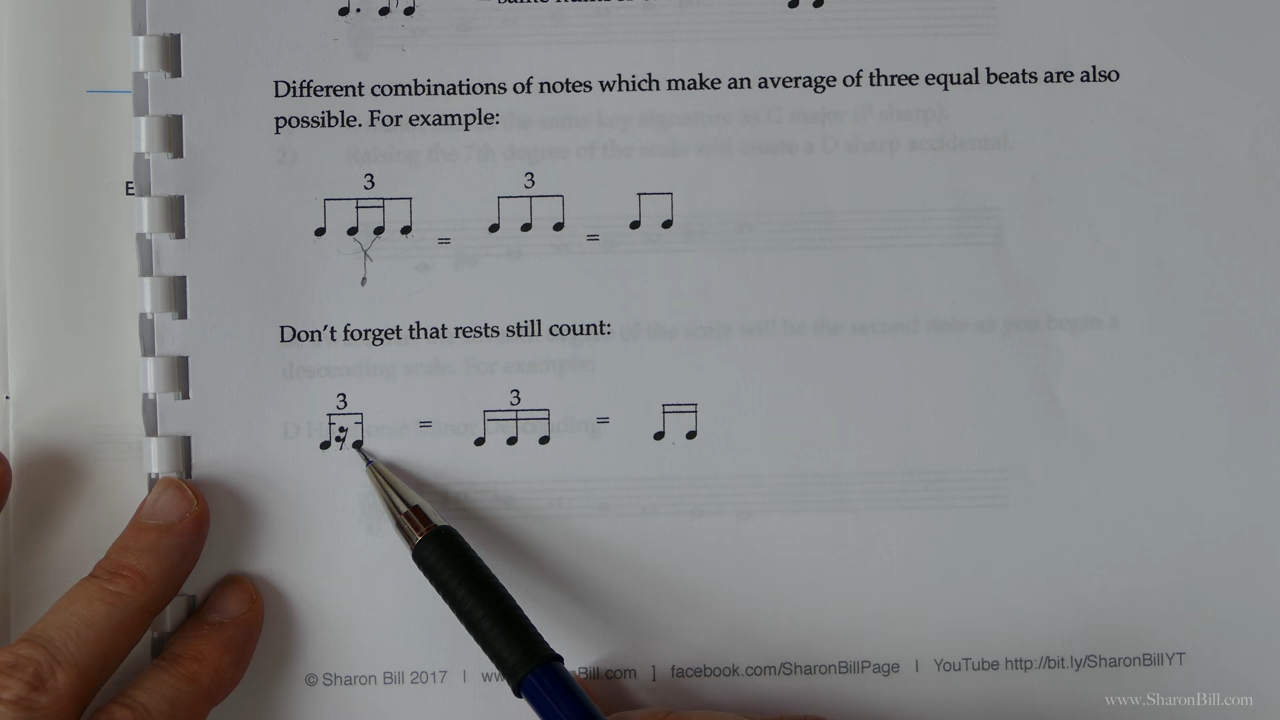 Different combinations of notes which make an average of three equal beats are also
possible. For example:
E
3
3
=
=
Don't forget that rests still count:
3
3
=
=
© Sharon Bill 2017 | Bill.com ] facebook.com/SharonBillPage | YouTube http://bit.ly/SharonBillYT
www.SharonBill.com